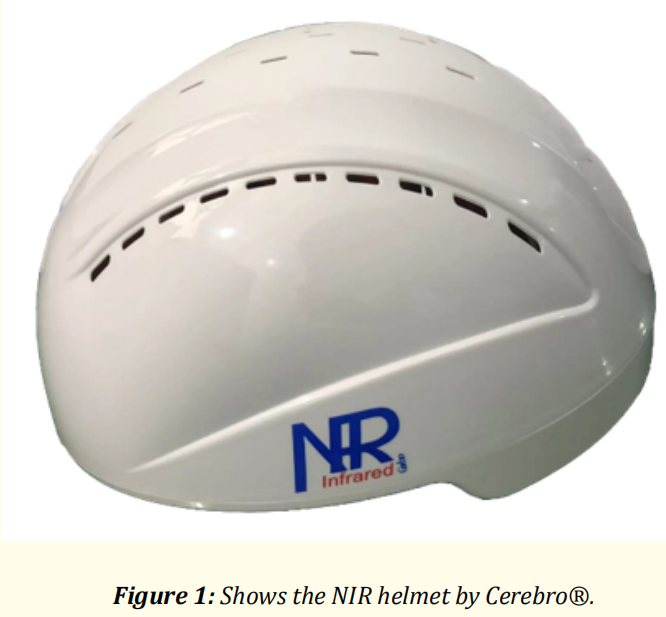 NIR
Infrared
Figure 1: Shows the NIR helmet by Cerebro®.